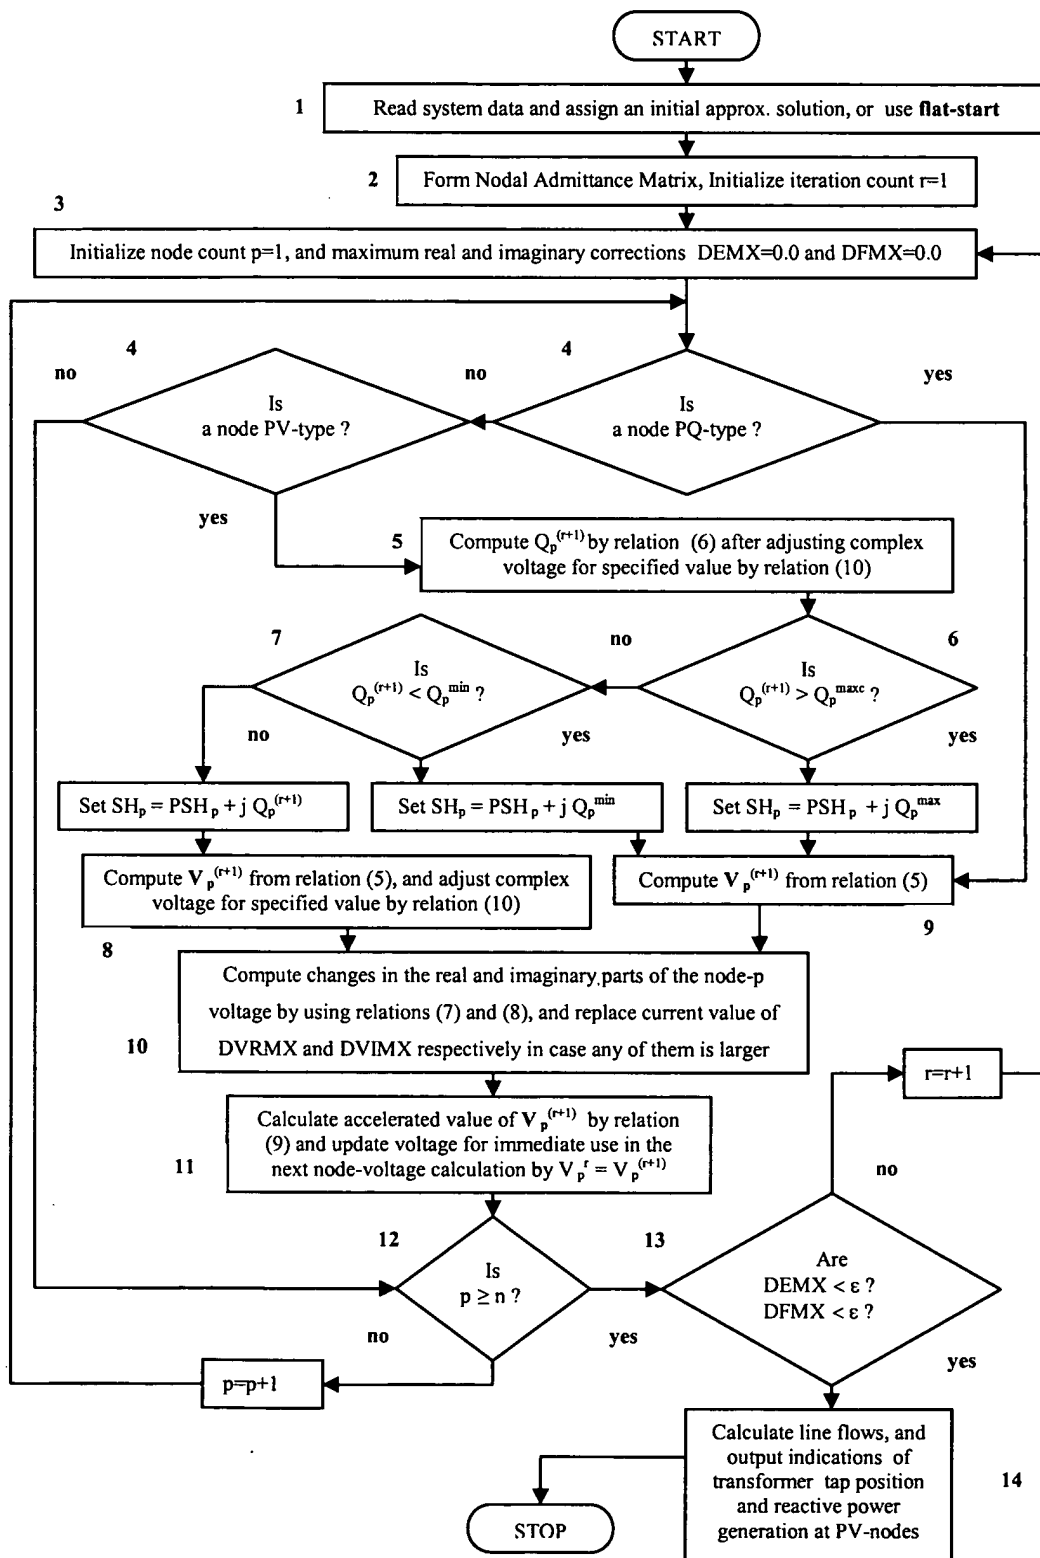 START
1
Read system data and assign an initial approx. solution, or use flat-start
2
Form Nodal Admittance Matrix, Initialize iteration count r=1
3
Initialize node count p=1, and maximum real and imaginary corrections DEMX=0.0 and DFMX=0.0
4
4
no
no
yes
Is
a node PV-type ?
Is
a node PQ-type ?
yes
5
Compute Qp^(r+1) by relation (6) after adjusting complex
voltage for specified value by relation (10)
7
no
6
Is
Qp^(r+1) < Qp^min ?
Is
Qp^(r+1) > Qp^maxc ?
no
yes
yes
Set SHp = PSHp + j Qp^(r+1)
Set SHp = PSHp + j Qp^min
Set SHp = PSHp + j Qp^max
Compute Vp^(r+1) from relation (5), and adjust complex
voltage for specified value by relation (10)
Compute Vp^(r+1) from relation (5)
8
9
Compute changes in the real and imaginary parts of the node-p
voltage by using relations (7) and (8), and replace current value of
DVRMX and DVIMX respectively in case any of them is larger
10
r=r+1
Calculate accelerated value of Vp^(r+1) by relation
(9) and update voltage for immediate use in the
next node-voltage calculation by Vp^r = Vp^(r+1)
11
no
12
13
Is
p ≥ n ?
Are
DEMX < ε ?
DFMX < ε ?
no
yes
yes
p=p+1
Calculate line flows, and
output indications of
transformer tap position
and reactive power
generation at PV-nodes
14
STOP